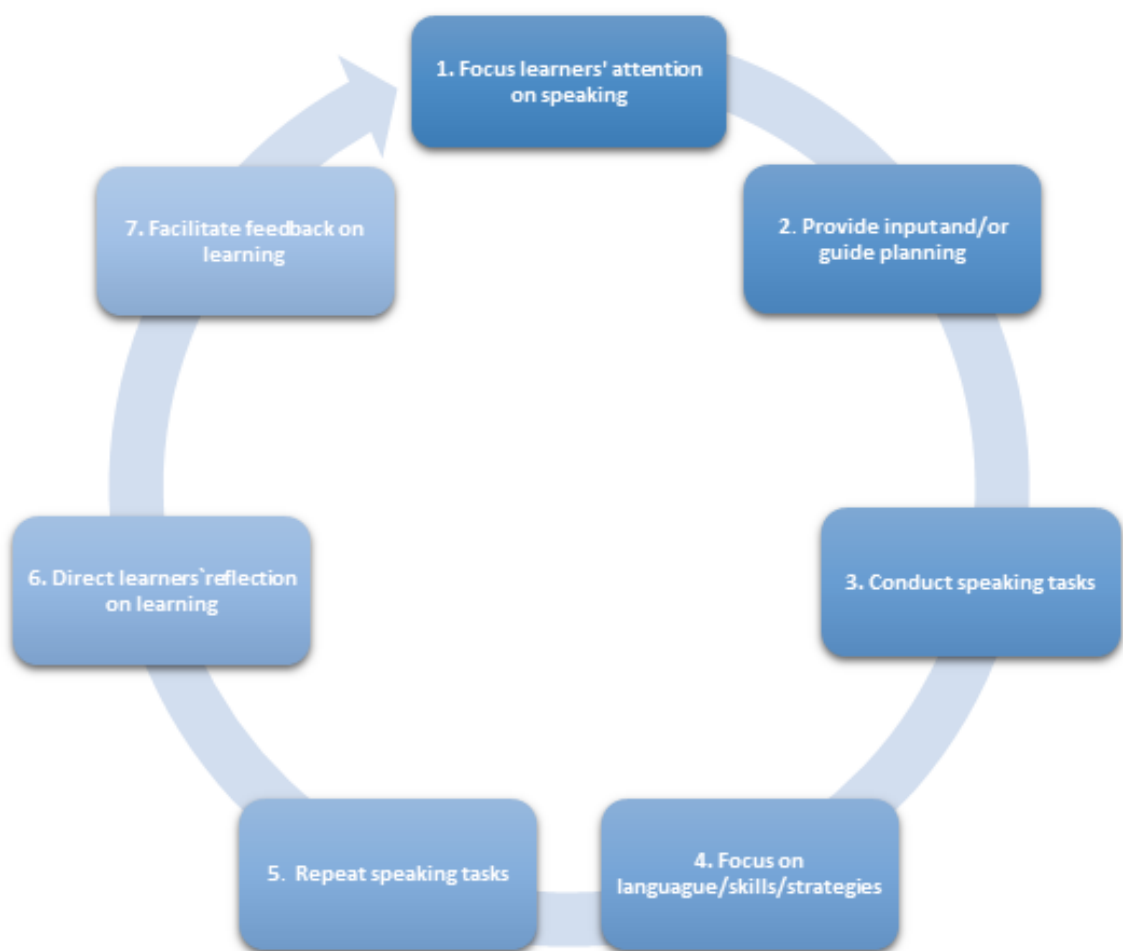 1. Focus learners' attention
on speaking
2. Provide input and/or
guide planning
3. Conduct speaking tasks
4. Focus on
languague/skills/strategies
5. Repeat speaking tasks
6. Direct learners`reflection
on learning
7. Facilitate feedback on
learning